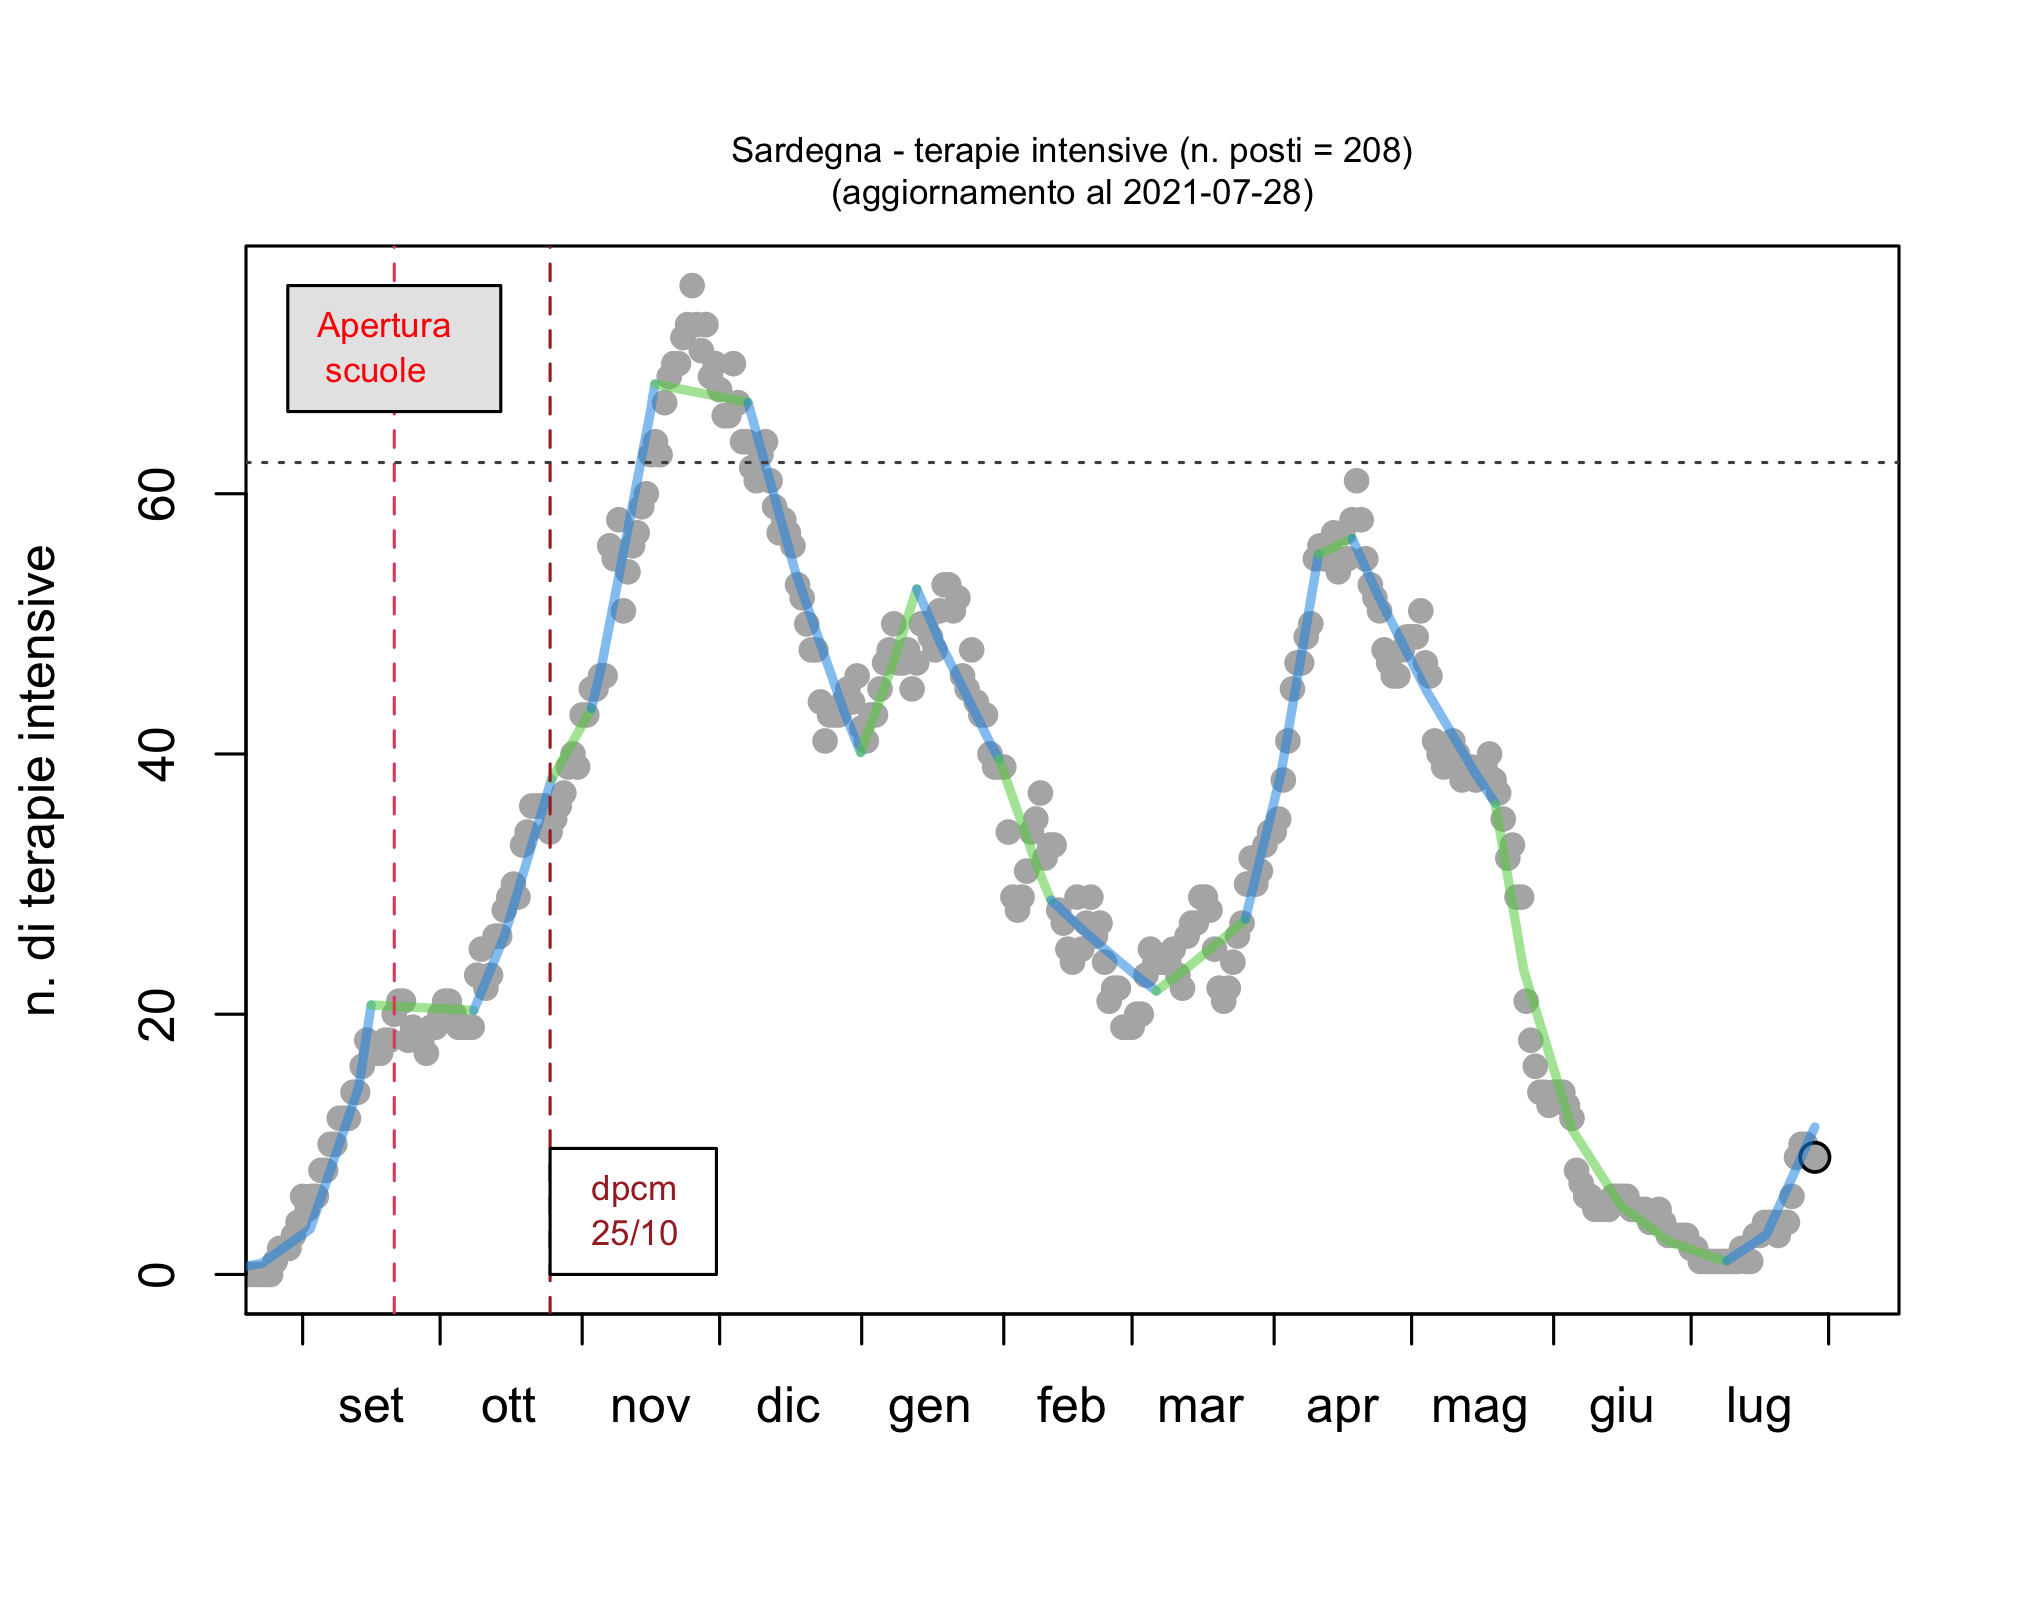 Sardegna - terapie intensive (n. posti = 208)
(aggiornamento al 2021-07-28)
Apertura
scuole
n. di terapie intensive
60
40
20
0
dpcm
25/10
set ott nov dic gen feb mar apr mag giu lug